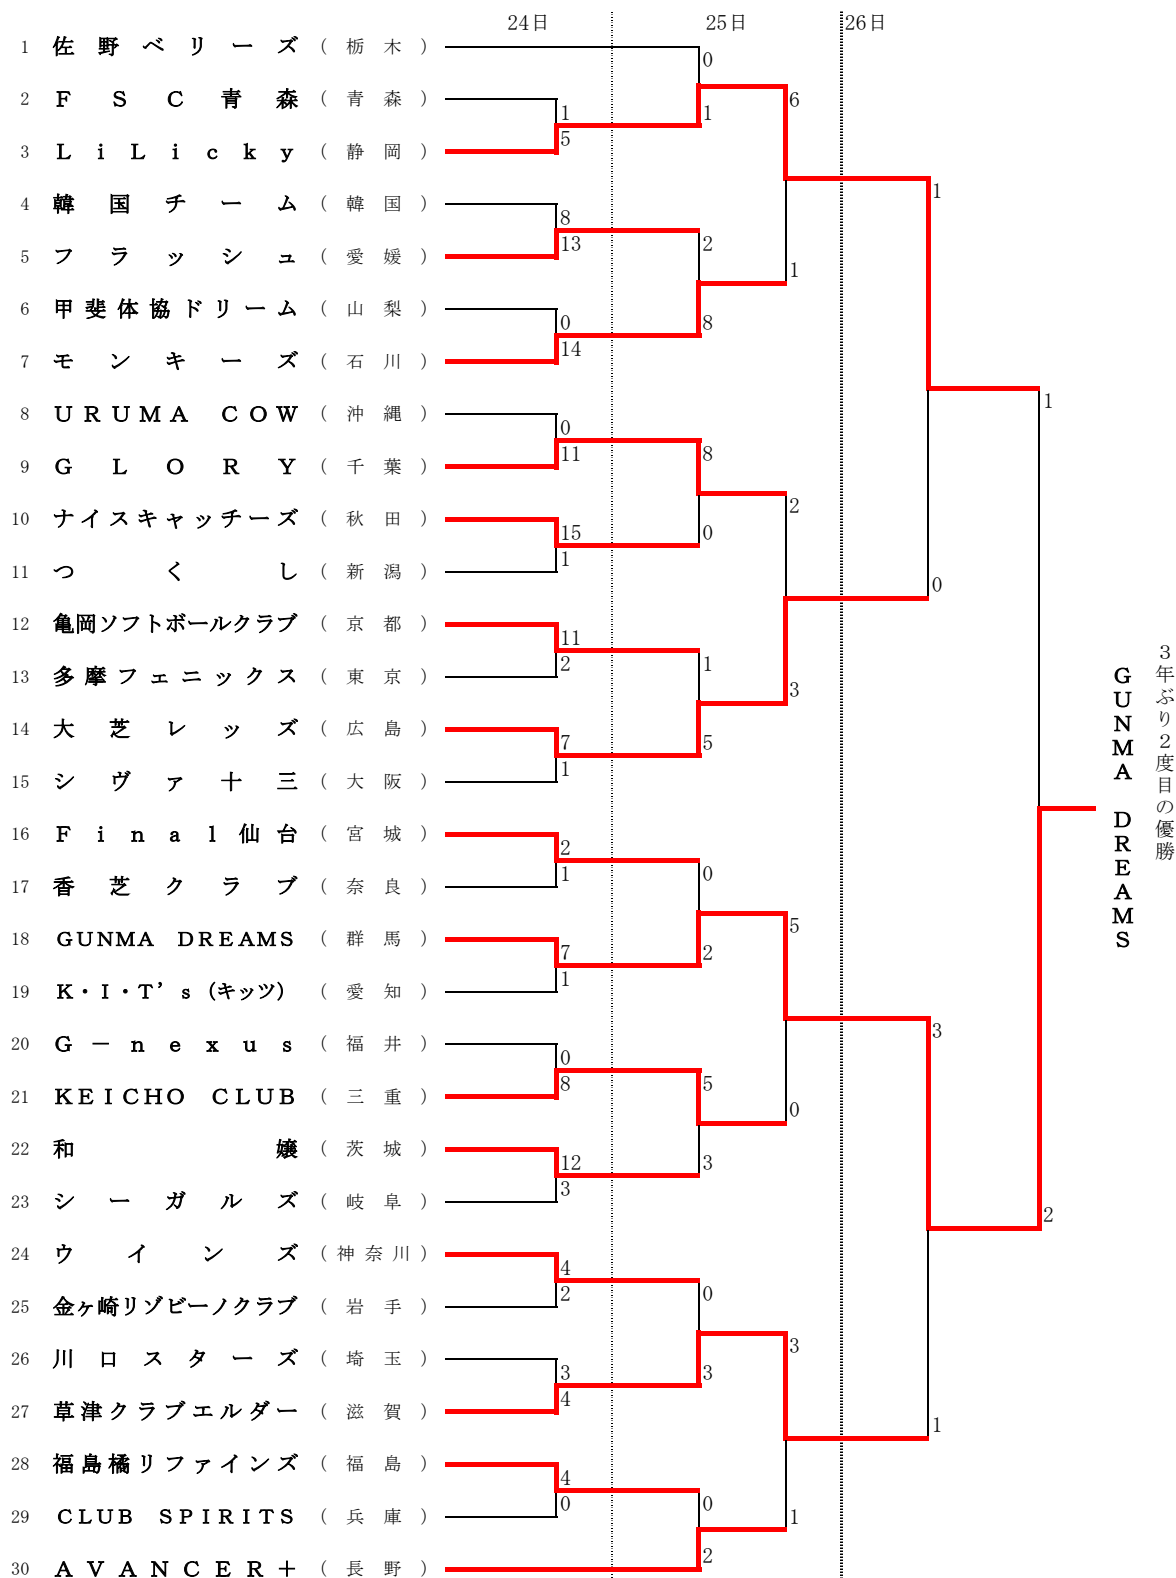 24日 25日 26日
1 佐野ベリーズ (栃木)
2 FSC青森 (青森)
3 LiLicky (静岡)
4 韓国チーム (韓国)
5 フラッシュ (愛媛)
6 甲斐体協ドリーム (山梨)
7 モンキーズ (石川)
8 URUMA COW (沖縄)
9 GLORY (千葉)
10 ナイスキャッチーズ (秋田)
11 つくし (新潟)
12 亀岡ソフトボールクラブ (京都)
13 多摩フェニックス (東京)
14 大芝レッズ (広島)
15 シヴァ十三 (大阪)
16 Final仙台 (宮城)
17 香芝クラブ (奈良)
18 GUNMA DREAMS (群馬)
19 K・I・T’s(キッツ) (愛知)
20 G－nexus (福井)
21 KEICHO CLUB (三重)
22 和嬢 (茨城)
23 シーガルズ (岐阜)
24 ウインズ (神奈川)
25 金ヶ崎リゾビーノクラブ (岩手)
26 川口スターズ (埼玉)
27 草津クラブエルダー (滋賀)
28 福島橘リファインズ (福島)
29 CLUB SPIRITS (兵庫)
30 AVANCER＋ (長野)
1
5
8
13
0
14
0
11
15
1
11
2
7
1
2
1
7
1
0
8
12
3
4
2
3
4
4
0
0
1
2
8
8
0
1
5
0
2
5
3
0
3
0
2
6
1
2
3
5
0
3
1
1
0
3
1
1
2
GUNMA DREAMS
3年ぶり2度目の優勝